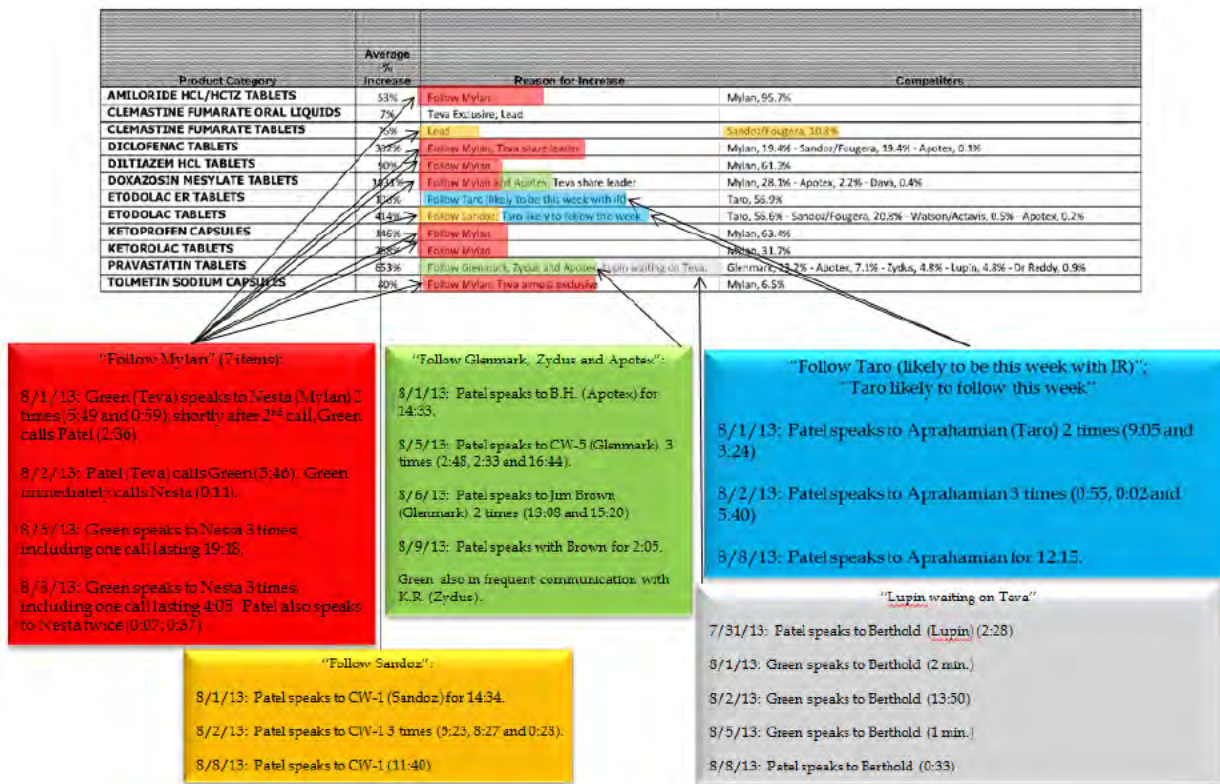 Product Category Average % Increase Reason for Increase Competitors
AMILORIDE HCL/HCTZ TABLETS 53% Follow Mylan Mylan, 95.7%
CLEMASTINE FUMARATE ORAL LIQUIDS 7% Teva Exclusive, Lead
CLEMASTINE FUMARATE TABLETS Lead Sandoz/Fougera, 10.8%
DICLOFENAC TABLETS Follow Mylan, Teva share leader Mylan, 19.4% - Sandoz/Fougera, 19.4% - Apotex, 0.1%
DILTIAZEM HCL TABLETS 90% Follow Mylan Mylan, 61.3%
DOXAZOSIN MESYLATE TABLETS Follow Mylan and Apotex, Teva share leader Mylan, 28.1% - Apotex, 2.2% - Dava, 0.4%
ETODOLAC ER TABLETS Follow Taro (likely to be this week with IR) Taro,
ETODOLAC TABLETS 414% Follow Sandoz; Taro likely to follow this week Taro, - Sandoz/Fougera, 20.8% - Watson/Actavis, 0.5% - Apotex, 0.2%
KETOPROFEN CAPSULES Follow Mylan Mylan, 63.4%
KETOROLAC TABLETS Follow Mylan Mylan, 31.7%
PRAVASTATIN TABLETS 653% Follow Glenmark, Zydus and Apotex, Lupin waiting on Teva. Glenmark, - Apotex, 7.1% - Zydus, 4.8% - Lupin, 4.8% - Dr Reddy, 0.9%
TOLMETIN SODIUM CAPSULES Follow Mylan, Teva almost exclusive Mylan, 6.5%
"Follow Mylan" (7 items):
8/1/13: Green (Teva) speaks to Nesta (Mylan) 2
times (5:49 and 0:59); shortly after 2nd call, Green
calls Patel (2:36)
8/2/13: Patel (Teva) calls Green (5:46). Green
immediately calls Nesta (0:11).
Green speaks to Nesta 3 times,
including one call lasting 19:18.
Green speaks to Nesta 3 times,
including one call lasting 4:05. Patel also speaks
to Nesta twice (0:07; 0:37)
"Follow Glenmark, Zydus and Apotex":
8/1/13: Patel speaks to B.H. (Apotex) for
14:33.
8/5/13: Patel speaks to CW-5 (Glenmark) 3
times (2:48, 2:33 and 16:44).
8/6/13: Patel speaks to Jim Brown
(Glenmark) 2 times (13:08 and 15:20)
8/9/13: Patel speaks with Brown for 2:05.
Green also in frequent communication with
K.R. (Zydus).
"Follow Taro (likely to be this week with IR)";
"Taro likely to follow this week"
8/1/13: Patel speaks to Aprahamian (Taro) 2 times (9:05 and
3:24)
8/2/13: Patel speaks to Aprahamian 3 times (0:55, 0:02 and
5:40)
8/8/13: Patel speaks to Aprahamian for 12:15.
"Follow Sandoz":
8/1/13: Patel speaks to CW-1 (Sandoz) for 14:34.
8/2/13: Patel speaks to CW-1 3 times (5:23, 8:27 and 0:28).
8/8/13: Patel speaks to CW-1 (11:40)
"Lupin waiting on Teva"
7/31/13: Patel speaks to Berthold (Lupin) (2:28)
8/1/13: Green speaks to Berthold (2 min.)
8/2/13: Green speaks to Berthold (13:50)
8/5/13: Green speaks to Berthold (1 min.)
8/8/13: Patel speaks to Berthold (0:33)